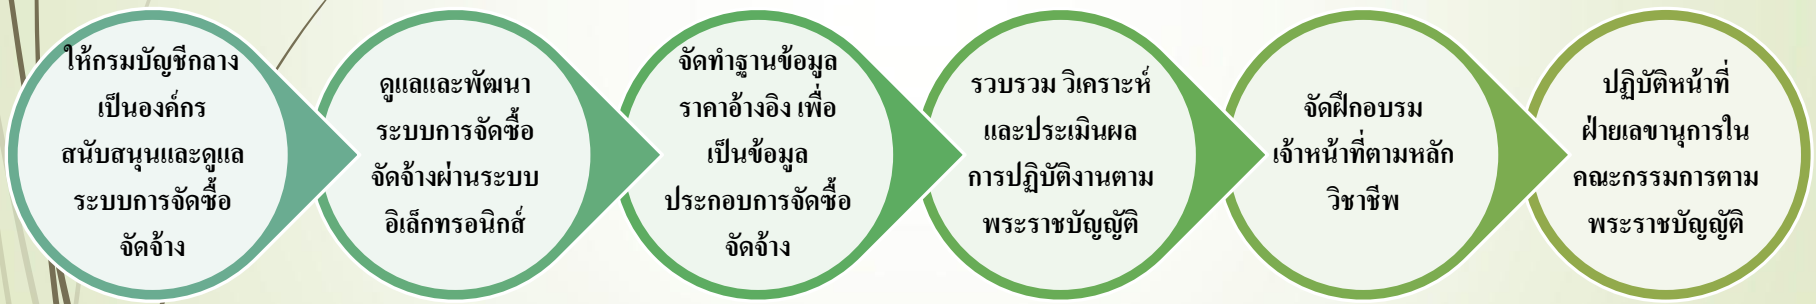 ให้กรมบัญชีกลาง
เป็นองค์กร
สนับสนุนและดูแล
ระบบการจัดซื้อ
จัดจ้าง
ดูแลและพัฒนา
ระบบการจัดซื้อ
จัดจ้างผ่านระบบ
อิเล็กทรอนิกส์
จัดทำฐานข้อมูล
ราคาอ้างอิง เพื่อ
เป็นข้อมูล
ประกอบการจัดซื้อ
จัดจ้าง
รวบรวม วิเคราะห์
และประเมินผล
การปฏิบัติงานตาม
พระราชบัญญัติ
จัดฝึกอบรม
เจ้าหน้าที่ตามหลัก
วิชาชีพ
ปฏิบัติหน้าที่
ฝ่ายเลขานุการใน
คณะกรรมการตาม
พระราชบัญญัติ